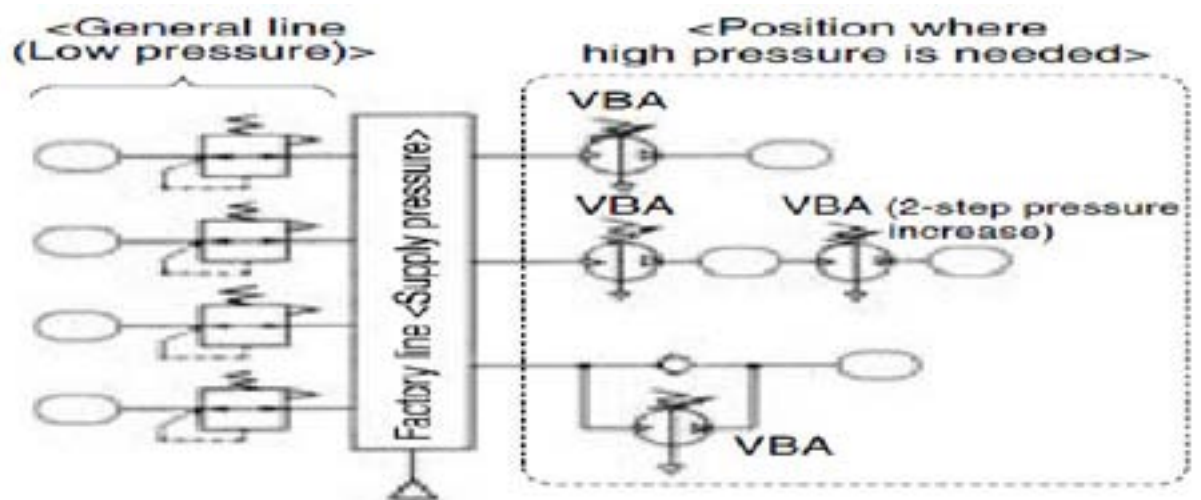 <General line
(Low pressure)>
<Position where
high pressure is needed>
VBA
Factory line <Supply pressure>
VBA
VBA (2-step pressure
increase)
VBA